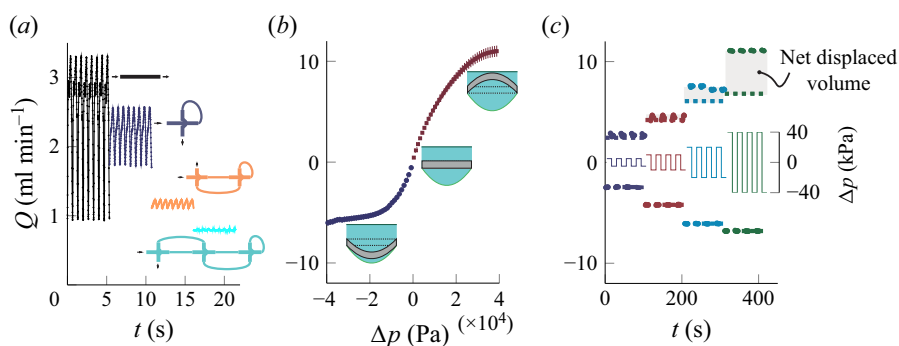 (a)
Q (ml min⁻¹)
3
2
1
0
0 5 10 15 20
t (s)
(b)
10
0
−10
−4 −2 0 2 4
Δp (Pa) (×10⁴)
(c)
10
0
−10
Net displaced
volume
40
0
−40
Δp (kPa)
0 200 400
t (s)